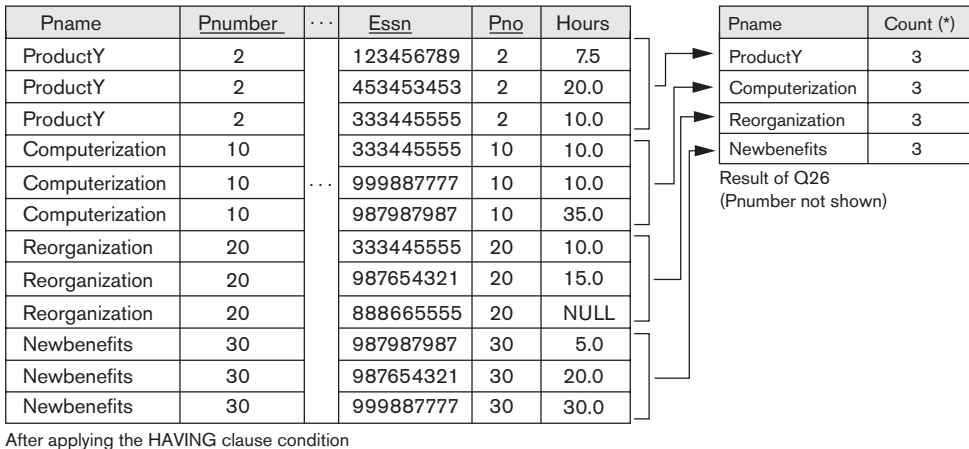 Pname Pnumber ... Essn Pno Hours
ProductY 2 123456789 2 7.5
ProductY 2 453453453 2 20.0
ProductY 2 333445555 2 10.0
Computerization 10 333445555 10 10.0
Computerization 10 ... 999887777 10 10.0
Computerization 10 987987987 10 35.0
Reorganization 20 333445555 20 10.0
Reorganization 20 987654321 20 15.0
Reorganization 20 888665555 20 NULL
Newbenefits 30 987987987 30 5.0
Newbenefits 30 987654321 30 20.0
Newbenefits 30 999887777 30 30.0
After applying the HAVING clause condition
Pname Count (*)
ProductY 3
Computerization 3
Reorganization 3
Newbenefits 3
Result of Q26
(Pnumber not shown)